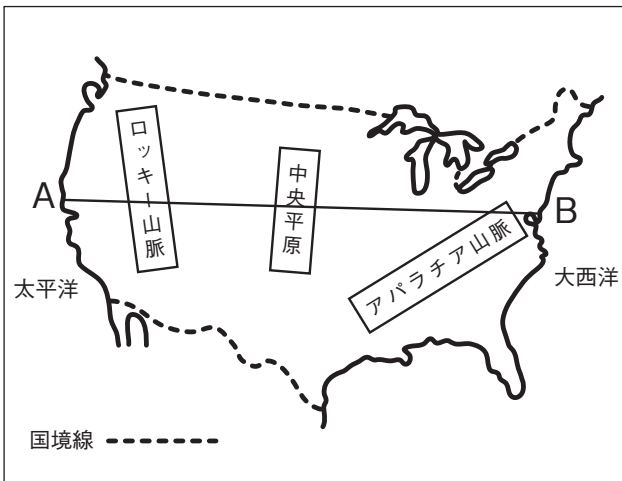 ロッキー山脈
中央平原
A
B
アパラチア山脈
太平洋
大西洋
国境線